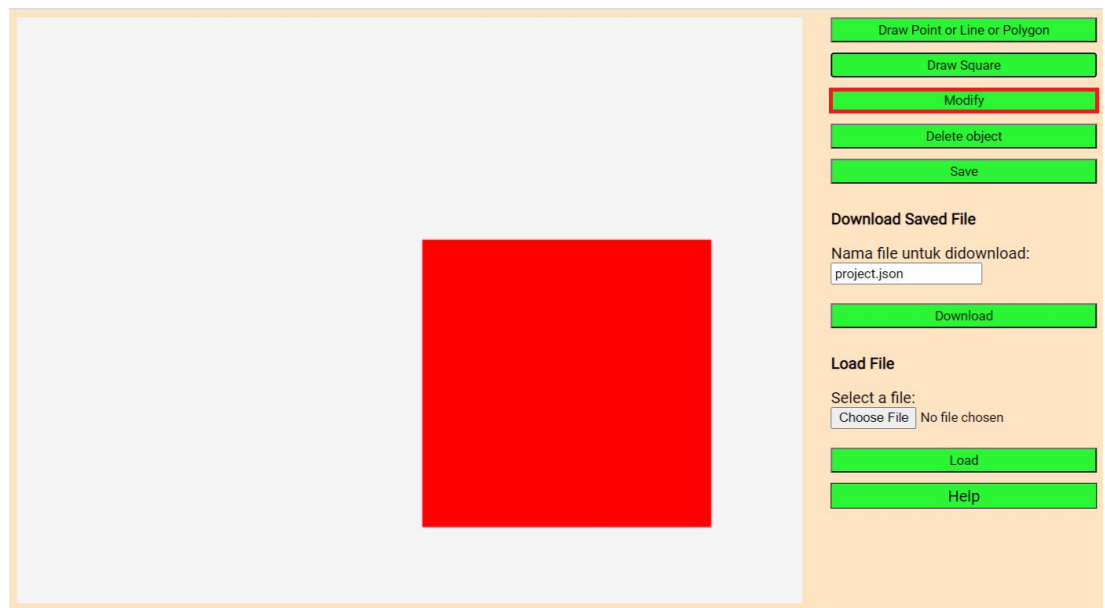 Draw Point or Line or Polygon
Draw Square
Modify
Delete object
Save
Download Saved File
Nama file untuk didownload:
project.json
Download
Load File
Select a file:
Choose File No file chosen
Load
Help